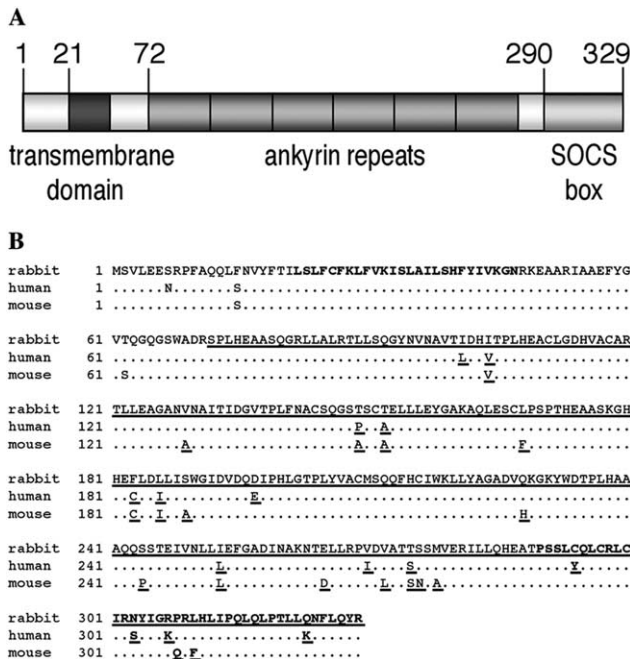 A
1 21 72 290 329
transmembrane domain
ankyrin repeats
SOCS box
B
rabbit 1 MSVLEESRPFAQQLFNVYFTILSLFCFKLFVKISLAILSHFYIVKGNRKEAARIAAEFYG
human 1 ......N.......S.............................................
mouse 1 ..............S.............................................
rabbit 61 VTQGQGSWADRSPLHEAASQGRLLALRTLLSQGYNVNAVTIDHITPLHEACLGDHVACAR
human 61 ........................................L..V................
mouse 61 .S.........................................V................
rabbit 121 TLLEAGANVNAITIDGVTPLFNACSQGSTSCTELLLEYGAKAQLESCLPSPTHEAASKGH
human 121 ............................P..A............................
mouse 121 ........A...................A..A...............F............
rabbit 181 HEFLDLLISWGIDVDQDIPHLGTPLYVACMSQQFHCIWKLLYAGADVQKGKYWDTPLHAA
human 181 ..C..I..........E...........................................
mouse 181 ..C..I..A......................................H............
rabbit 241 AQQSSTEIVNLLIEFGADINAKNTELLRPVDVATTSSMVERILLQHEATPSSLCQLCRLC
human 241 ............L................I....S..................Y......
mouse 241 ...P........L...........D......L..SN.A......................
rabbit 301 IRNYIGRPRLHLIPQLQLPTLLQNFLQYR
human 301 ..S...K...............K......
mouse 301 .......Q.F...................